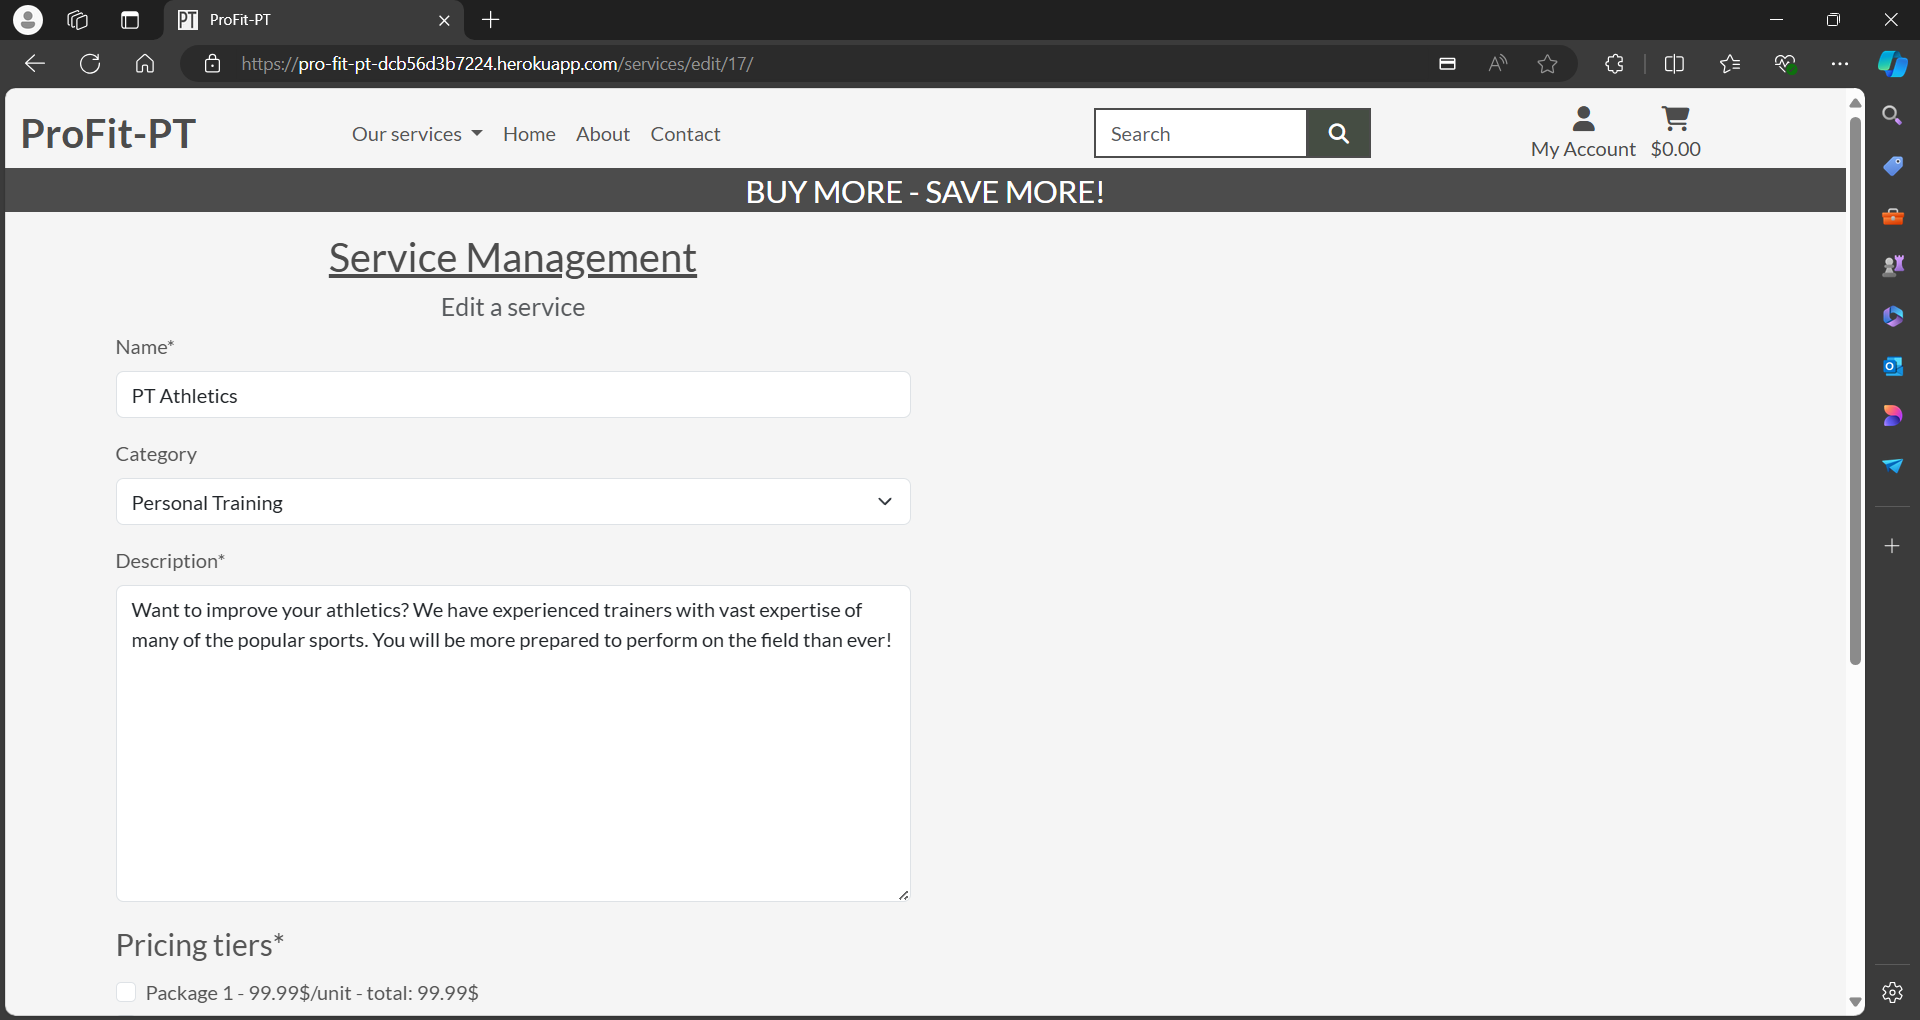 PT ProFit-PT
https://pro-fit-pt-dcb56d3b7224.herokuapp.com/services/edit/17/
ProFit-PT
Our services Home About Contact
Search
My Account $0.00
BUY MORE - SAVE MORE!
Service Management
Edit a service
Name*
PT Athletics
Category
Personal Training
Description*
Want to improve your athletics? We have experienced trainers with vast expertise of
many of the popular sports. You will be more prepared to perform on the field than ever!
Pricing tiers*
Package 1 - 99.99$/unit - total: 99.99$